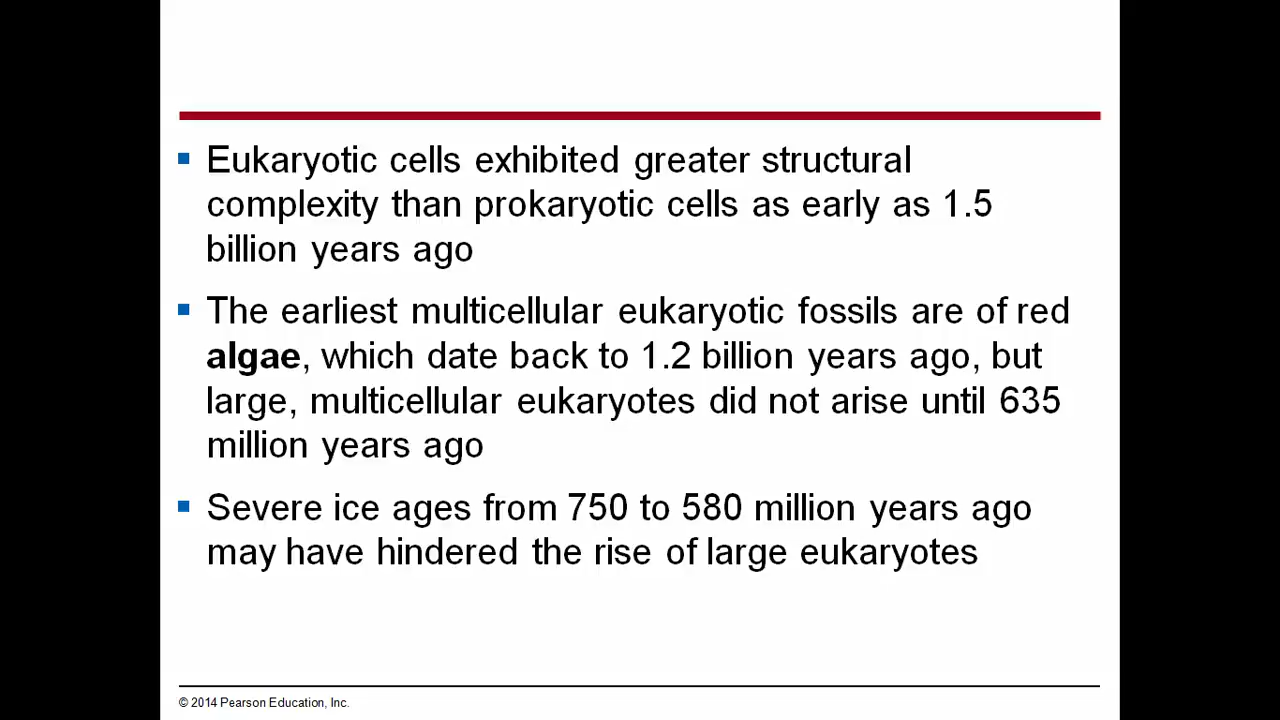 Eukaryotic cells exhibited greater structural
complexity than prokaryotic cells as early as 1.5
billion years ago
The earliest multicellular eukaryotic fossils are of red
algae, which date back to 1.2 billion years ago, but
large, multicellular eukaryotes did not arise until 635
million years ago
Severe ice ages from 750 to 580 million years ago
may have hindered the rise of large eukaryotes
© 2014 Pearson Education, Inc.